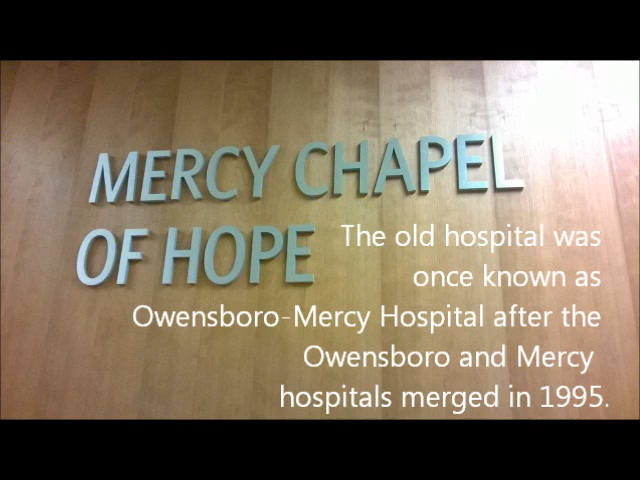 MERCY CHAPEL
OF HOPE
The old hospital was
once known as
Owensboro-Mercy Hospital after the
Owensboro and Mercy
hospitals merged in 1995.